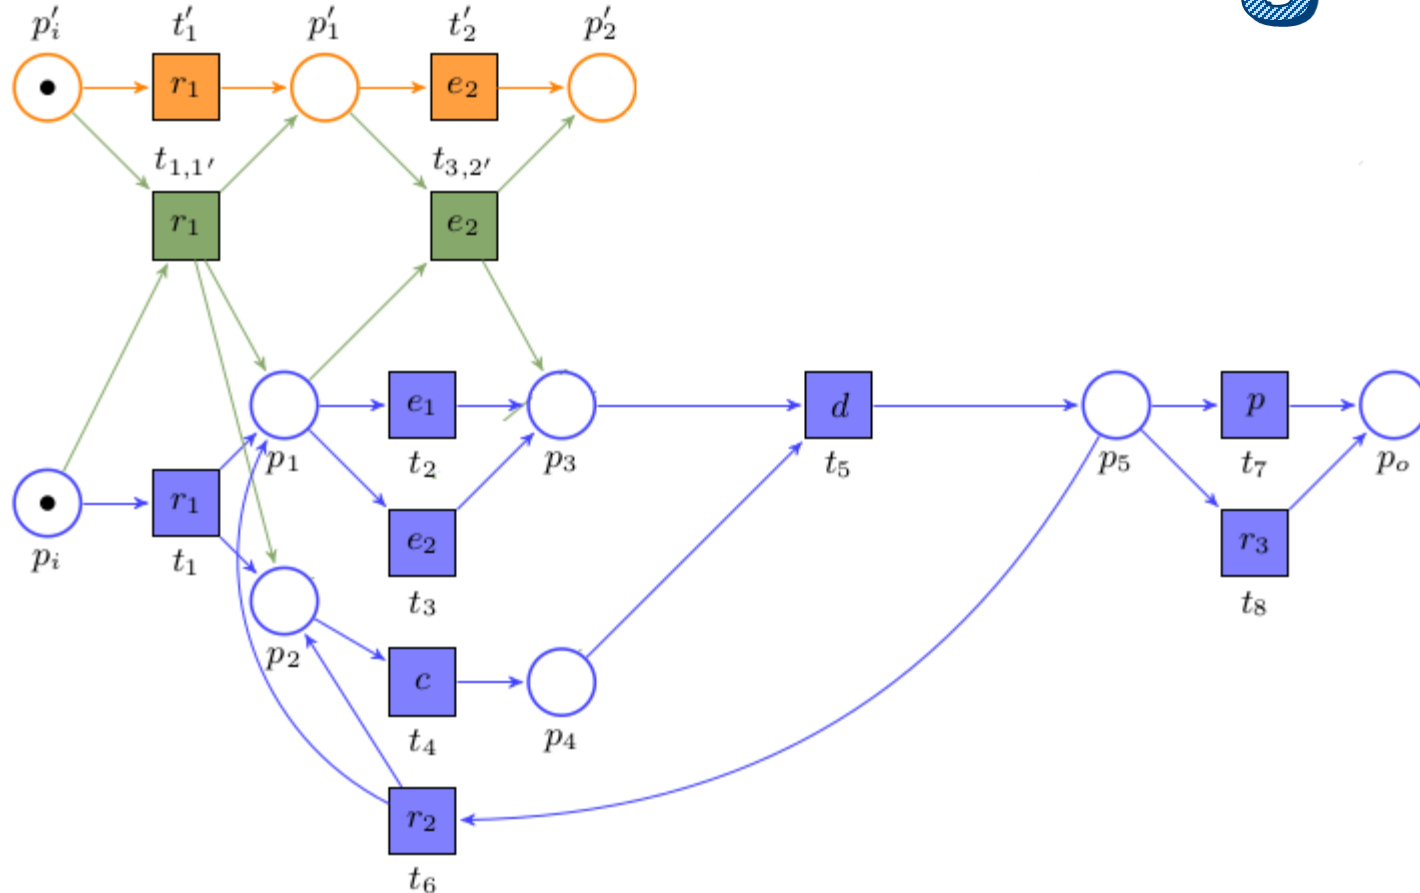 p′ᵢ t′₁ p′₁ t′₂ p′₂
r₁ e₂
t₁,₁′ t₃,₂′
r₁ e₂
e₁ d p
p₁ t₂ p₃ t₅ p₅ t₇ pₒ
r₁ e₂ r₃
pᵢ t₁ t₃ t₈
p₂ c
t₄ p₄
r₂
t₆